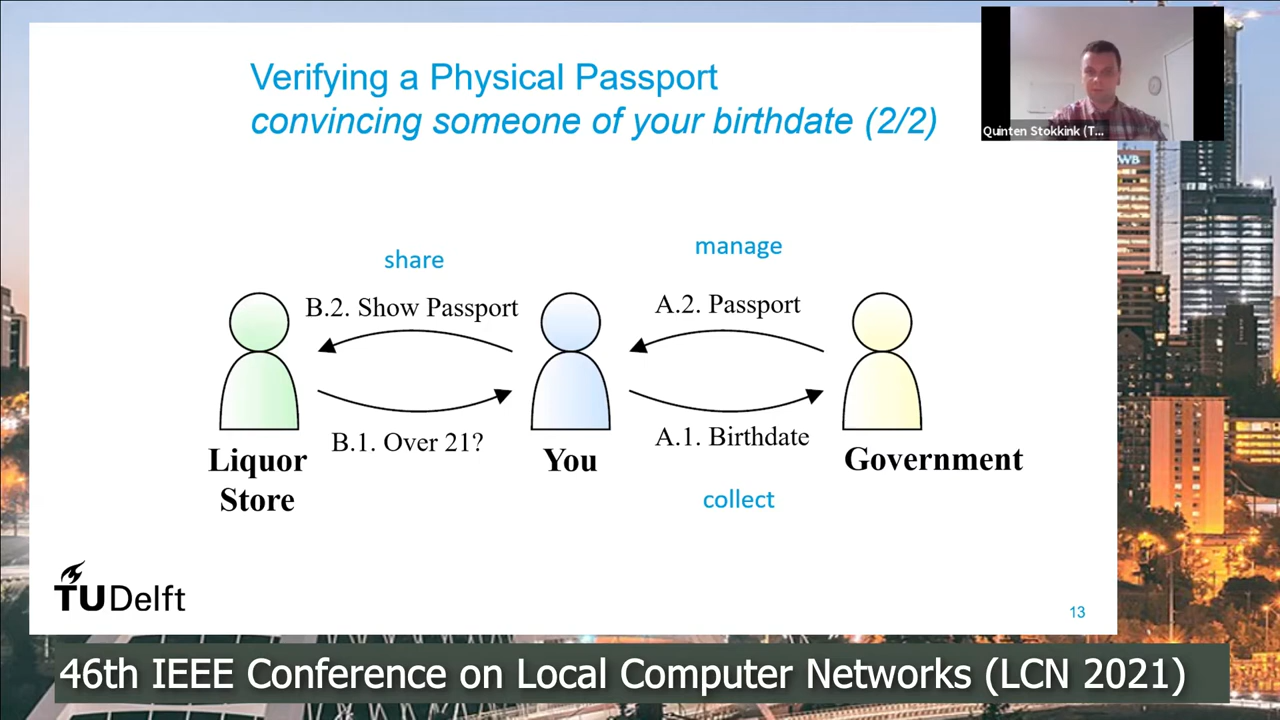 Verifying a Physical Passport
convincing someone of your birthdate (2/2)
Quinten Stokkink (T...
WB
share
manage
B.2. Show Passport
A.2. Passport
B.1. Over 21?
A.1. Birthdate
Liquor
Store
You
Government
collect
TUDelft
13
46th IEEE Conference on Local Computer Networks (LCN 2021)